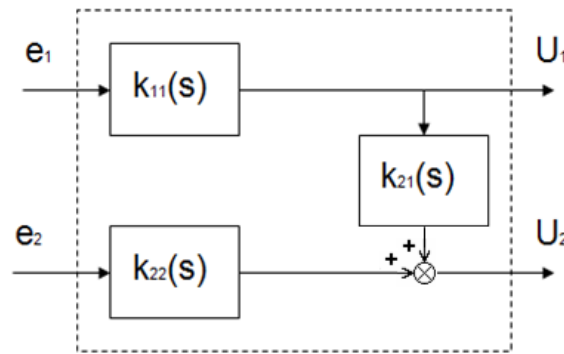 e₁ k₁₁(s) U₁
k₂₁(s)
e₂ k₂₂(s) + + U₂